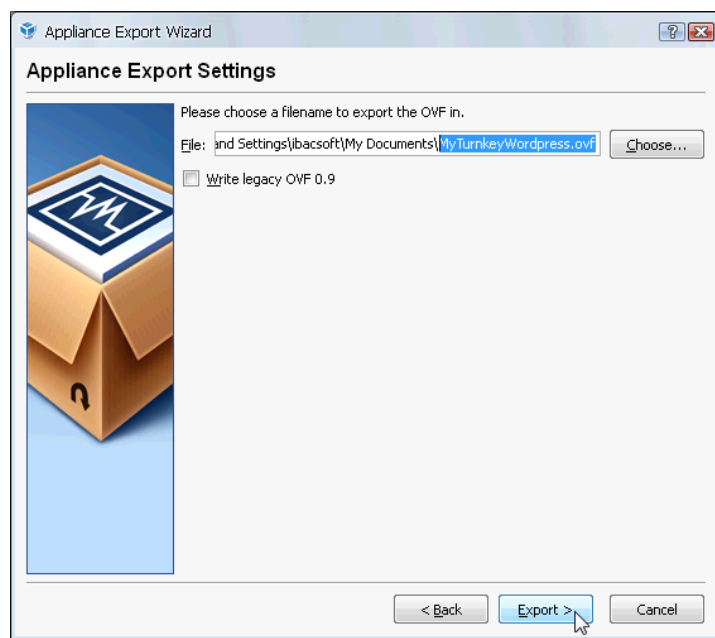 Appliance Export Wizard
Appliance Export Settings
Please choose a filename to export the OVF in.
File: and Settings\ibacsoft\My Documents\MyTurnkeyWordpress.ovf Choose...
Write legacy OVF 0.9
< Back Export > Cancel